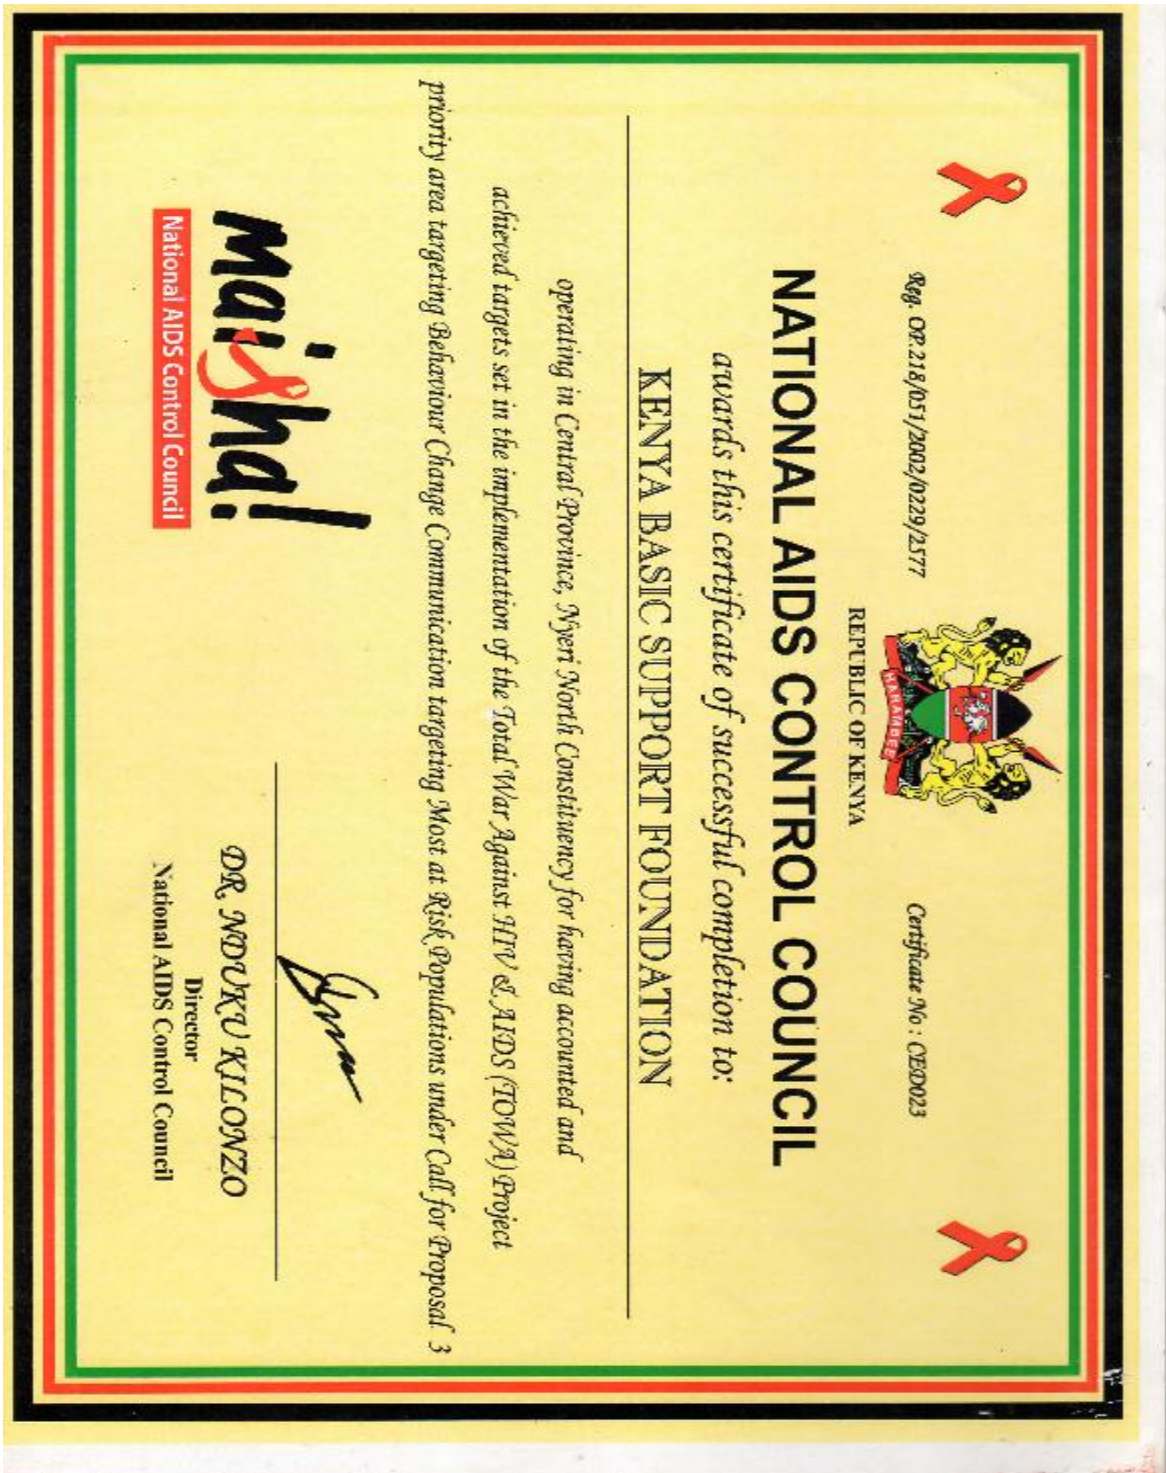 Reg. OP.218/051/2002/0229/2577
Certificate No : CED023
HARAMBEE
REPUBLIC OF KENYA
NATIONAL AIDS CONTROL COUNCIL
awards this certificate of successful completion to:
KENYA BASIC SUPPORT FOUNDATION
operating in Central Province, Nyeri North Constituency for having accounted and
achieved targets set in the implementation of the Total War Against HIV & AIDS (TOWA) Project
priority area targeting Behaviour Change Communication targeting Most at Risk Populations under Call for Proposal 3
maisha!
National AIDS Control Council
DR. NDUKU KILONZO
Director
National AIDS Control Council